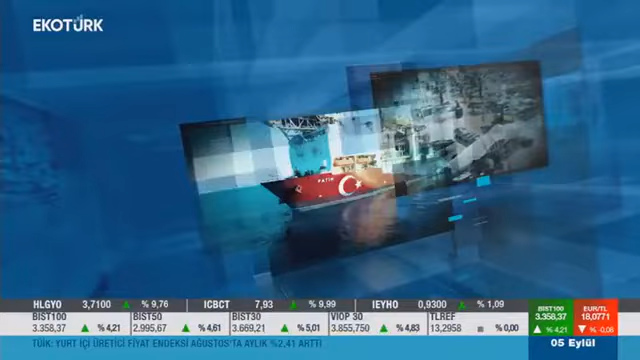 EKOTÜRK
FATİH
HLGYO 3,7100 % 9,76 ICBCT 7,93 % 9,99 IEYHO 0,9300 % 1,09
BIST100 BIST50 BIST30 VIOP 30 TLREF
3.358,37 % 4,21 2.995,67 % 4,61 3.669,21 % 5,01 3.855,750 % 4,83 13,2958 % 0,00
BIST100 EUR/TL
3.358,37 18,0771
% 4,21 % -0,06
TÜİK: YURT İÇİ ÜRETİCİ FİYAT ENDEKSİ AĞUSTOS'TA AYLIK %2,41 ARTTI
05 Eylül